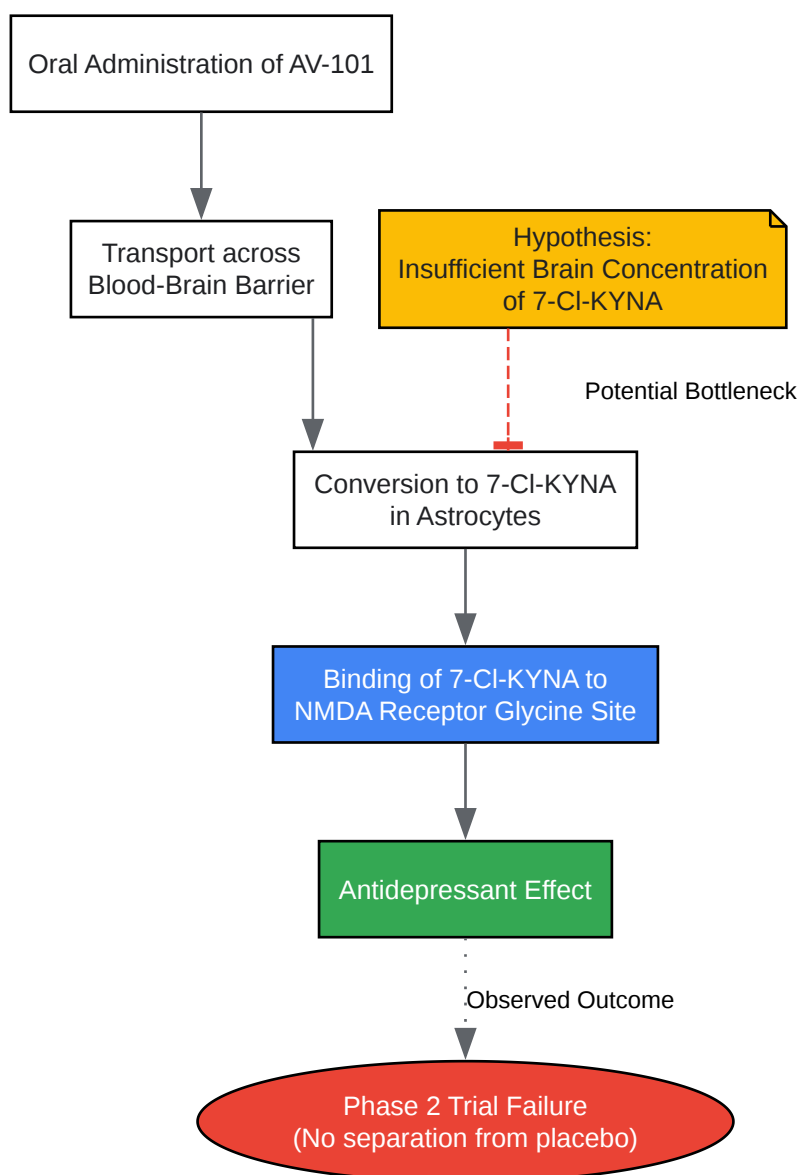 Oral Administration of AV-101
Transport across
Blood-Brain Barrier
Hypothesis:
Insufficient Brain Concentration
of 7-Cl-KYNA
Potential Bottleneck
Conversion to 7-Cl-KYNA
in Astrocytes
Binding of 7-Cl-KYNA to
NMDA Receptor Glycine Site
Antidepressant Effect
Observed Outcome
Phase 2 Trial Failure
(No separation from placebo)